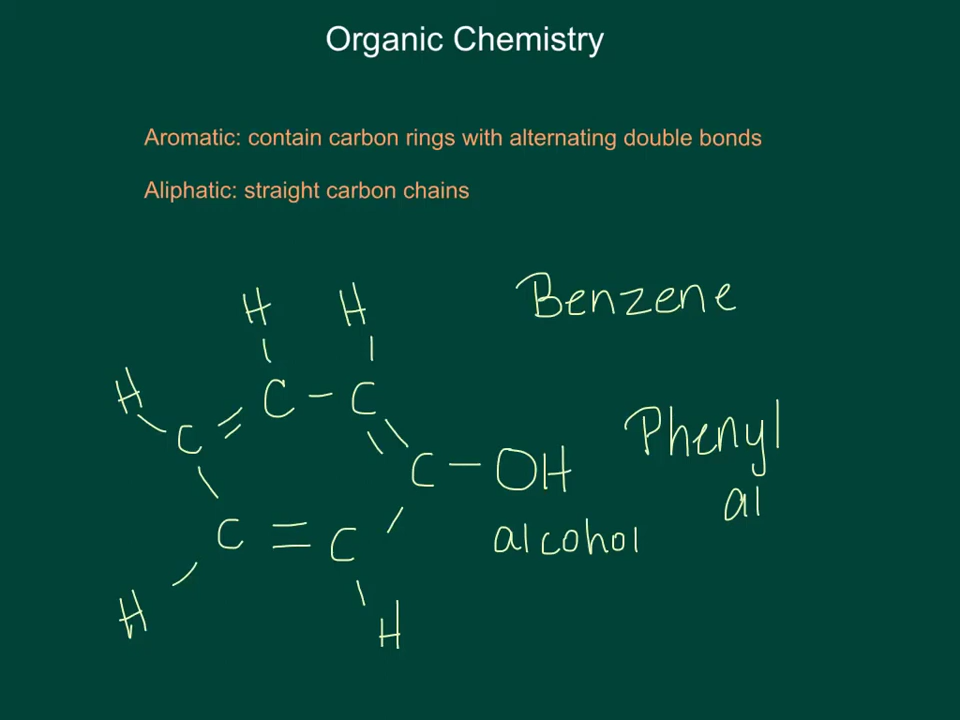 Organic Chemistry
Aromatic: contain carbon rings with alternating double bonds
Aliphatic: straight carbon chains
Benzene
H H
H C = C - C
C - OH
Phenyl
al
C = C
alcohol
H H